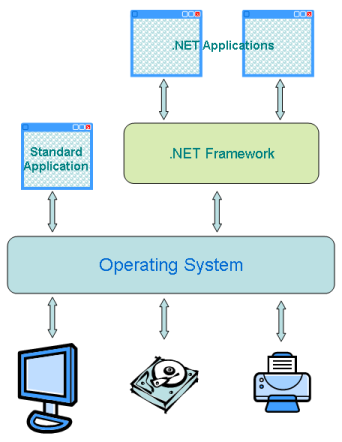 .NET Applications
.NET Framework
Standard
Application
Operating System